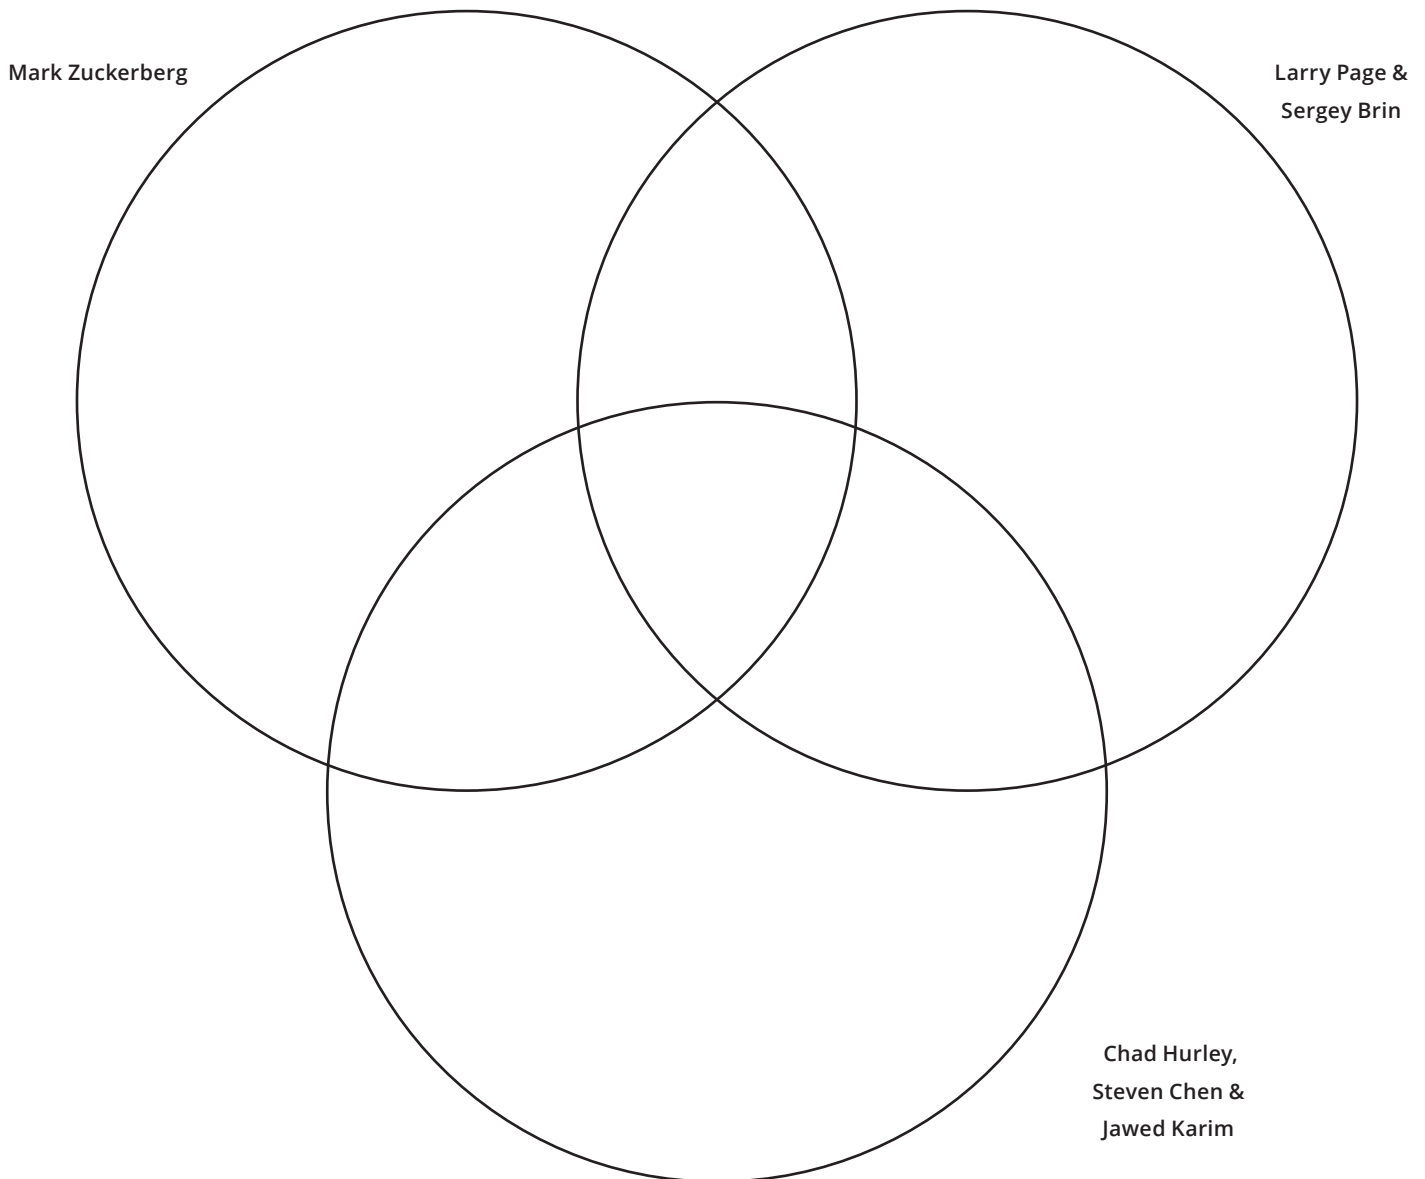 Mark Zuckerberg
Larry Page &
Sergey Brin
Chad Hurley,
Steven Chen &
Jawed Karim